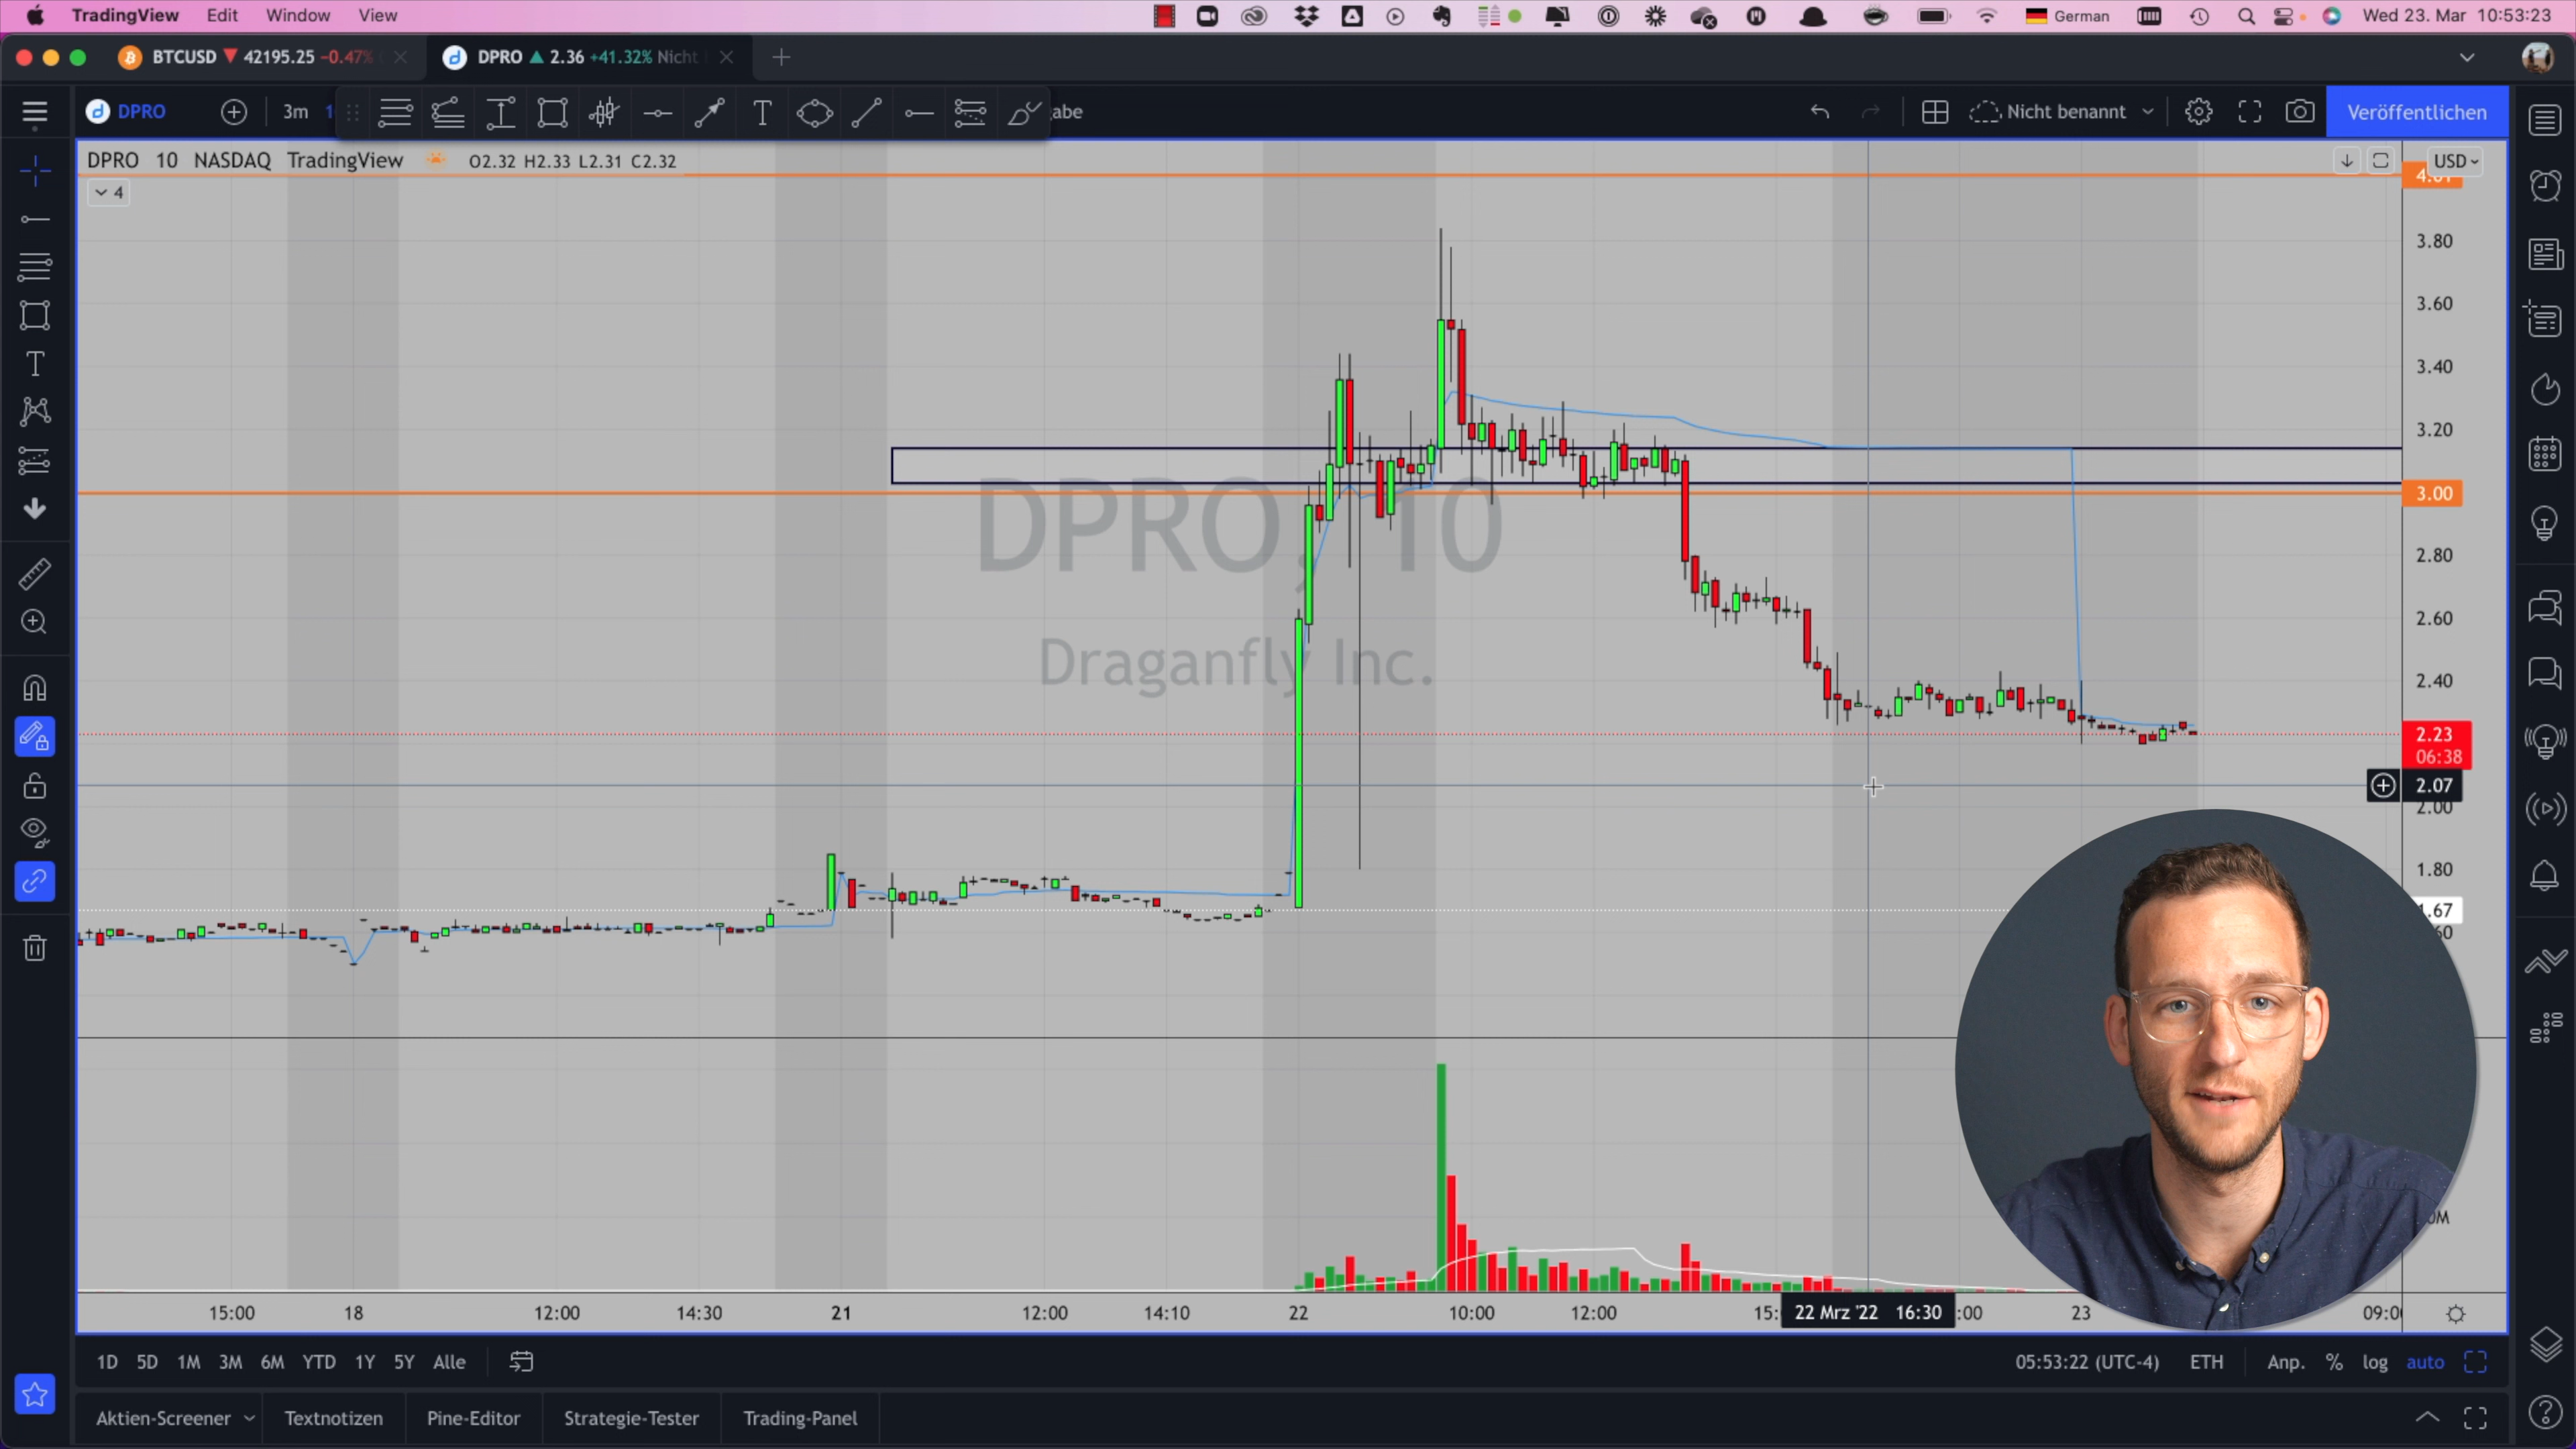 TradingView Edit Window View German Wed 23. Mar 10:53:23
BTCUSD 42195.25 -0.47% DPRO 2.36 +41.32% Nicht
DPRO 3m abe Nicht benannt Veröffentlichen
DPRO 10 NASDAQ TradingView O2.32 H2.33 L2.31 C2.32 USD
4
3.80
3.60
3.40
3.20
3.00
DPRO, 10
2.80
2.60
Draganfly Inc.
2.40
2.23
06:38
2.07
2.00
1.80
15:00 18 12:00 14:30 21 12:00 14:10 22 10:00 12:00 22 Mrz '22 16:30 23
1D 5D 1M 3M 6M YTD 1Y 5Y Alle 05:53:22 (UTC-4) ETH Anp. % log auto
Aktien-Screener Textnotizen Pine-Editor Strategie-Tester Trading-Panel